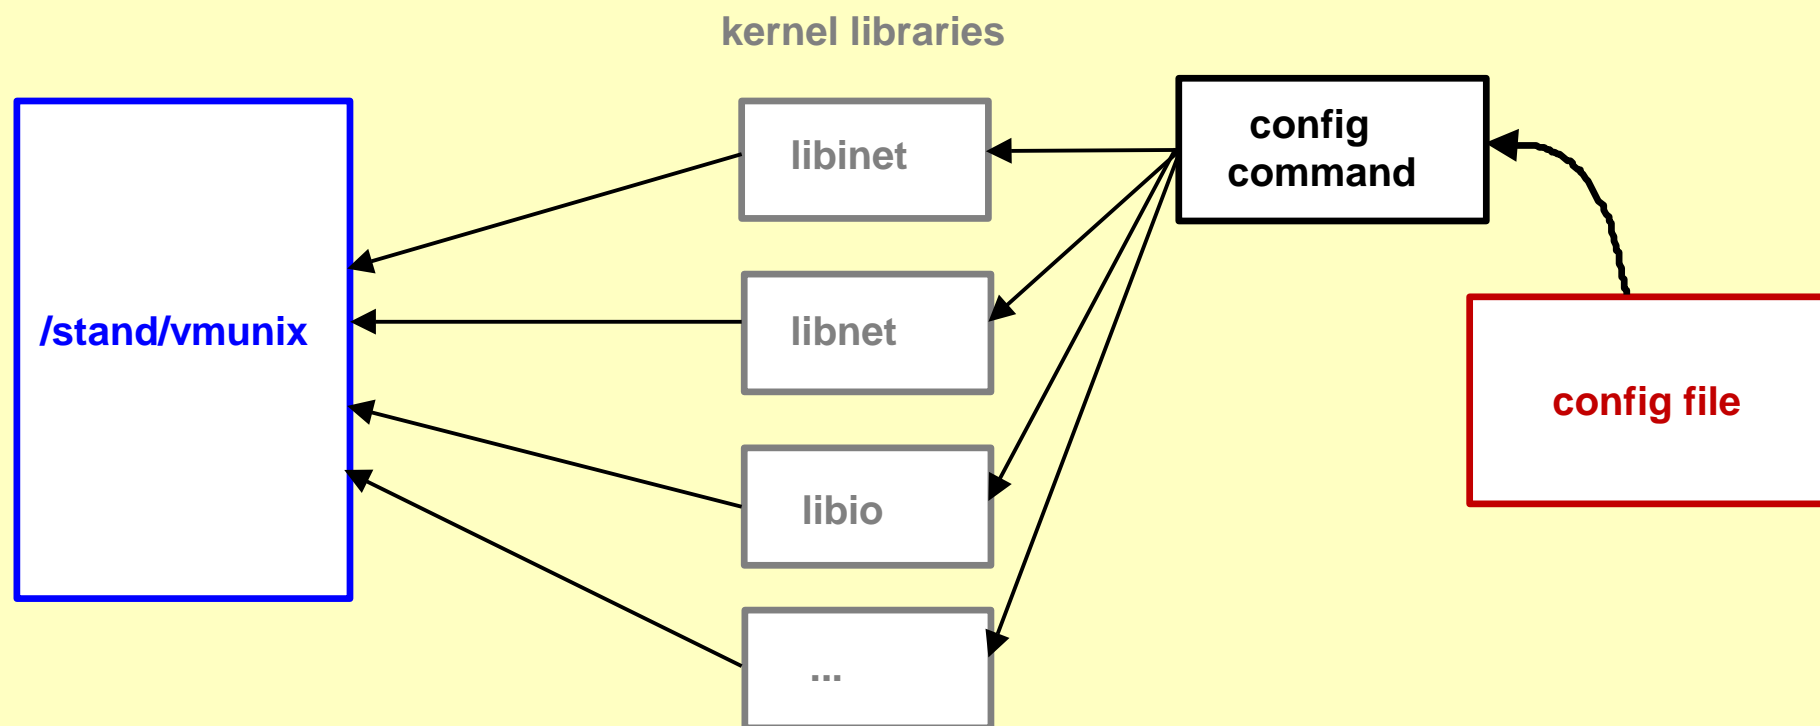 kernel libraries
/stand/vmunix
libinet
libnet
libio
...
config
command
config file